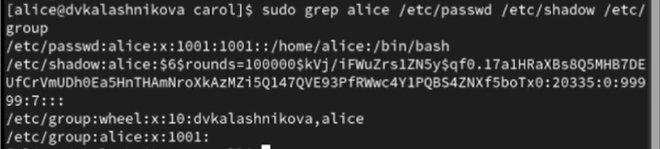 [alice@dvkalashnikova carol]$ sudo grep alice /etc/passwd /etc/shadow /etc/
group
/etc/passwd:alice:x:1001:1001::/home/alice:/bin/bash
/etc/shadow:alice:$6$rounds=100000$kVj/iFWuZrs1ZN5y$qf0.17a1HRaXBs8Q5MHB7DE
UfCrVmUDh0Ea5HnTHAmNroXkAzMZi5Q147QVE93PfRWwc4Y1PQBS4ZNXf5boTx0:20335:0:999
99:7:::
/etc/group:wheel:x:10:dvkalashnikova,alice
/etc/group:alice:x:1001: